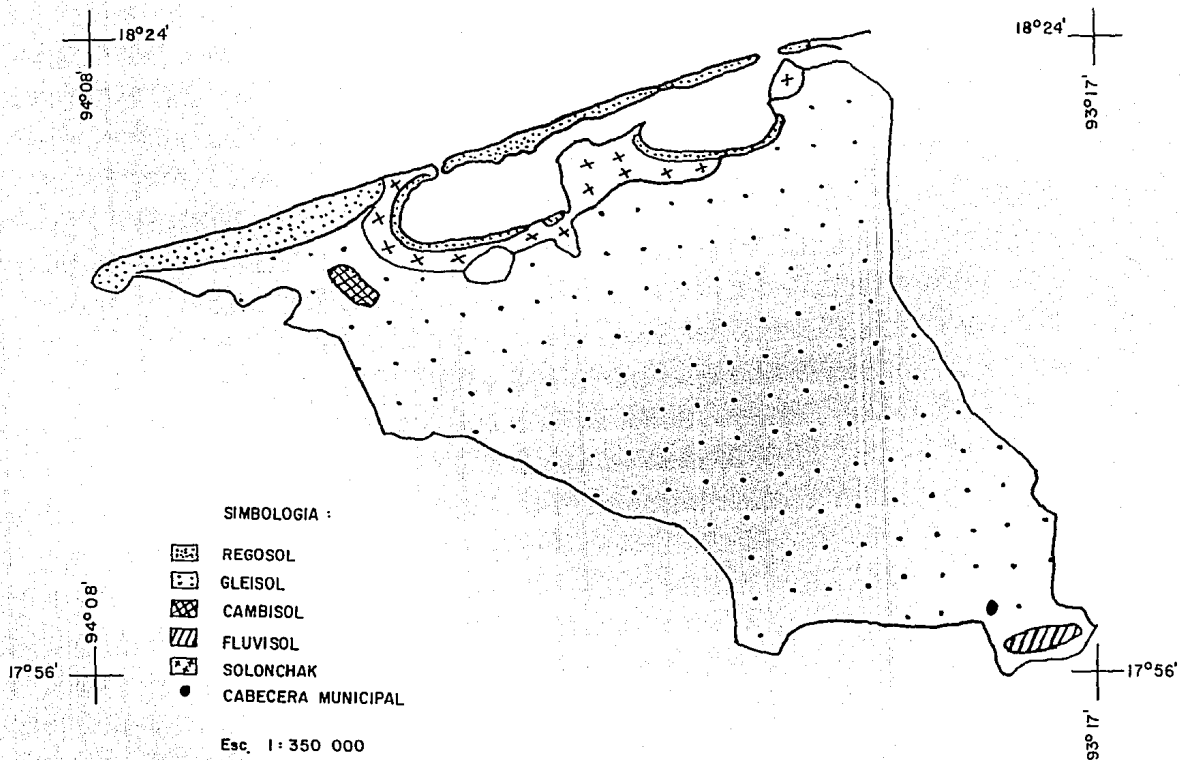 18°24'
18°24'
94°08'
93°17'
SIMBOLOGIA :
REGOSOL
GLEISOL
CAMBISOL
FLUVISOL
SOLONCHAK
CABECERA MUNICIPAL
Esc. 1:350 000
94°08'
17°56'
17°56'
93°17'